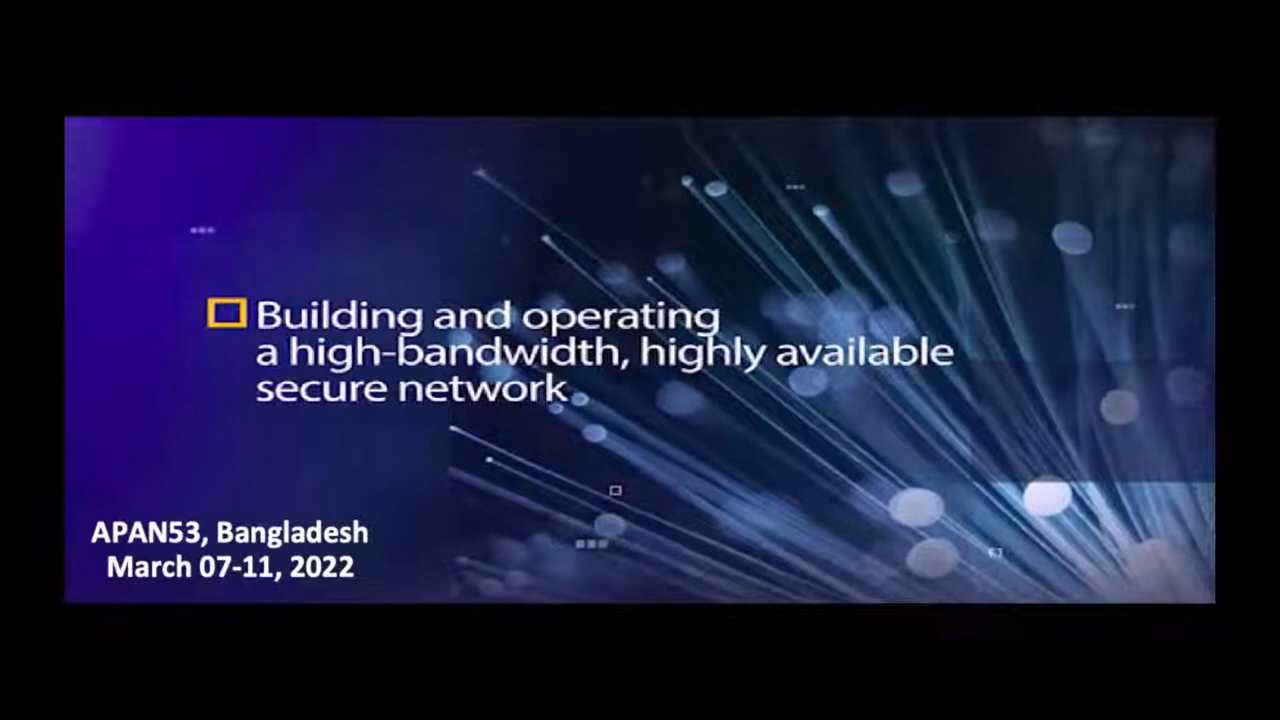 Building and operating
a high-bandwidth, highly available
secure network
APAN53, Bangladesh
March 07-11, 2022